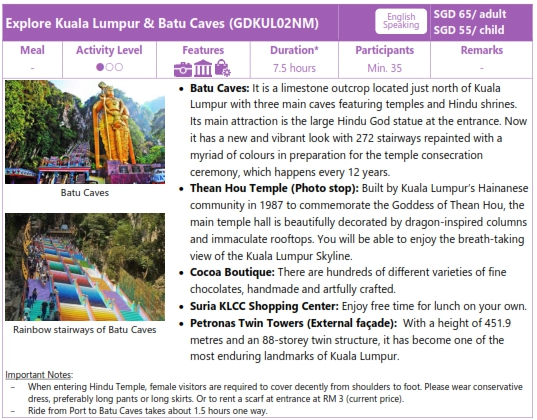 Explore Kuala Lumpur & Batu Caves (GDKUL02NM)
English
Speaking
SGD 65/ adult
SGD 55/ child
Meal Activity Level Features Duration* Participants Remarks
- 7.5 hours Min. 35 -
• Batu Caves: It is a limestone outcrop located just north of Kuala
Lumpur with three main caves featuring temples and Hindu shrines.
Its main attraction is the large Hindu God statue at the entrance. Now
it has a new and vibrant look with 272 stairways repainted with a
myriad of colours in preparation for the temple consecration
ceremony, which happens every 12 years.
Batu Caves
• Thean Hou Temple (Photo stop): Built by Kuala Lumpur's Hainanese
community in 1987 to commemorate the Goddess of Thean Hou, the
main temple hall is beautifully decorated by dragon-inspired columns
and immaculate rooftops. You will be able to enjoy the breath-taking
view of the Kuala Lumpur Skyline.
• Cocoa Boutique: There are hundreds of different varieties of fine
chocolates, handmade and artfully crafted.
• Suria KLCC Shopping Center: Enjoy free time for lunch on your own.
• Petronas Twin Towers (External façade): With a height of 451.9
metres and an 88-storey twin structure, it has become one of the
most enduring landmarks of Kuala Lumpur.
Rainbow stairways of Batu Caves
Important Notes:
– When entering Hindu Temple, female visitors are required to cover decently from shoulders to foot. Please wear conservative
dress, preferably long pants or long skirts. Or to rent a scarf at entrance at RM 3 (current price).
– Ride from Port to Batu Caves takes about 1.5 hours one way.